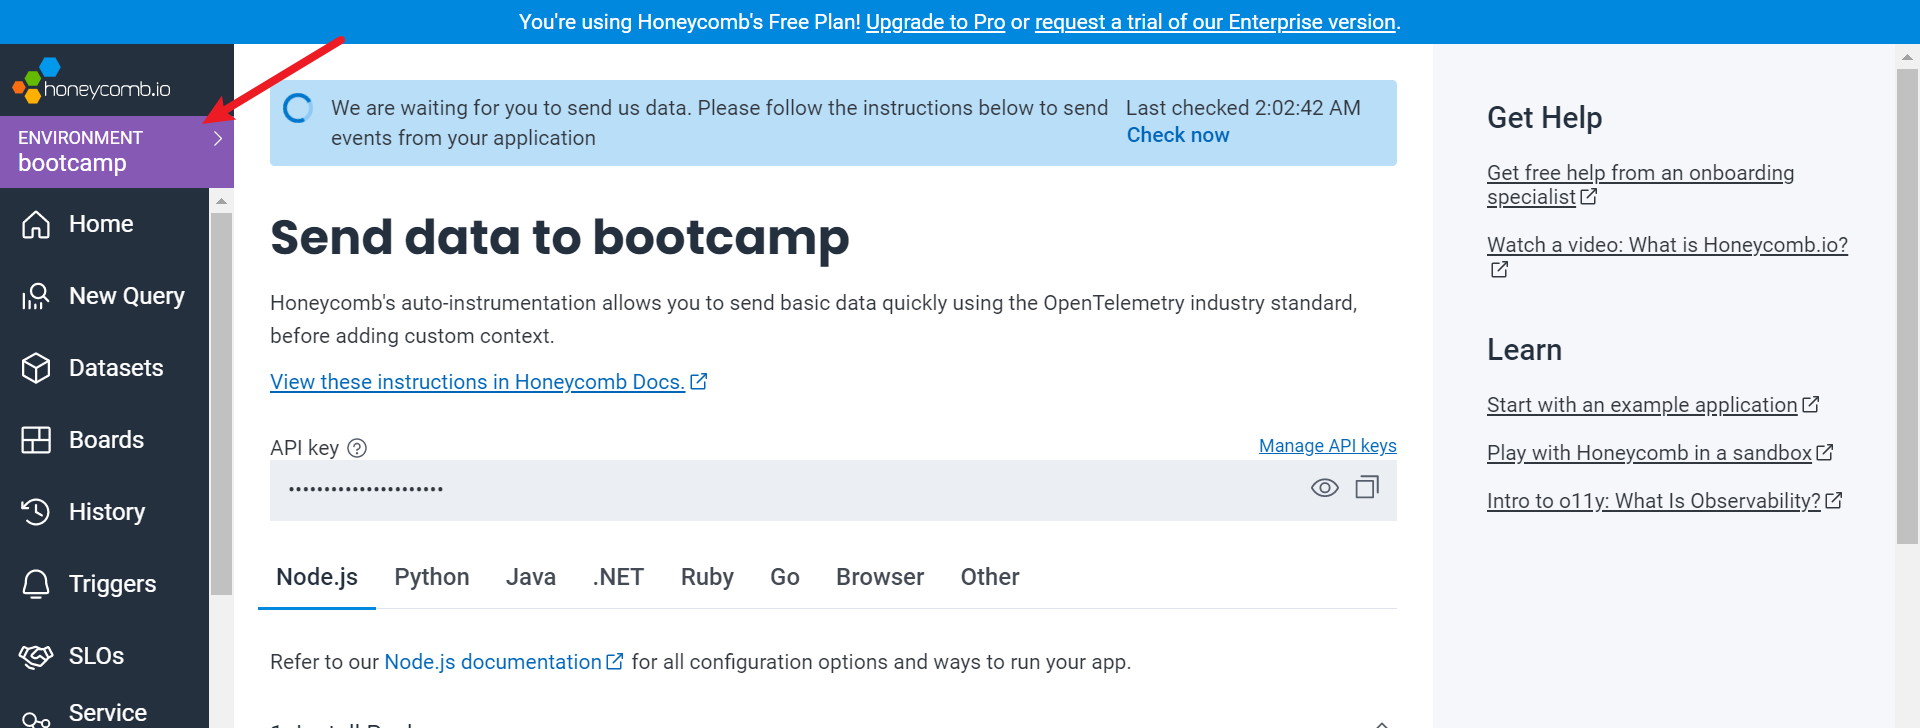 You're using Honeycomb's Free Plan! Upgrade to Pro or request a trial of our Enterprise version.
honeycomb.io
ENVIRONMENT
bootcamp
Home
New Query
Datasets
Boards
History
Triggers
SLOs
Service
We are waiting for you to send us data. Please follow the instructions below to send
events from your application
Last checked 2:02:42 AM
Check now
Send data to bootcamp
Honeycomb's auto-instrumentation allows you to send basic data quickly using the OpenTelemetry industry standard,
before adding custom context.
View these instructions in Honeycomb Docs.
API key
Manage API keys
Node.js Python Java .NET Ruby Go Browser Other
Refer to our Node.js documentation for all configuration options and ways to run your app.
Get Help
Get free help from an onboarding
specialist
Watch a video: What is Honeycomb.io?
Learn
Start with an example application
Play with Honeycomb in a sandbox
Intro to o11y: What Is Observability?